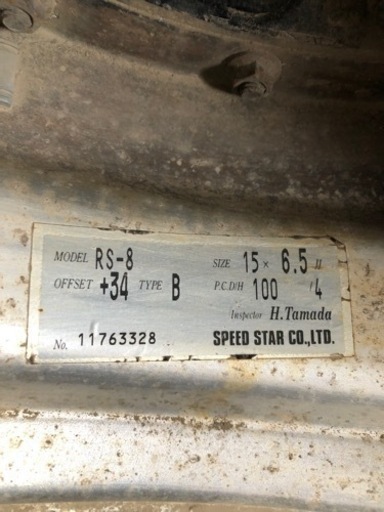 MODEL RS-8 SIZE 15 × 6.5 JJ
OFFSET +34 TYPE B P.C.D/H 100 /4
Inspector H.Tamada
No. 11763328 SPEED STAR CO.,LTD.